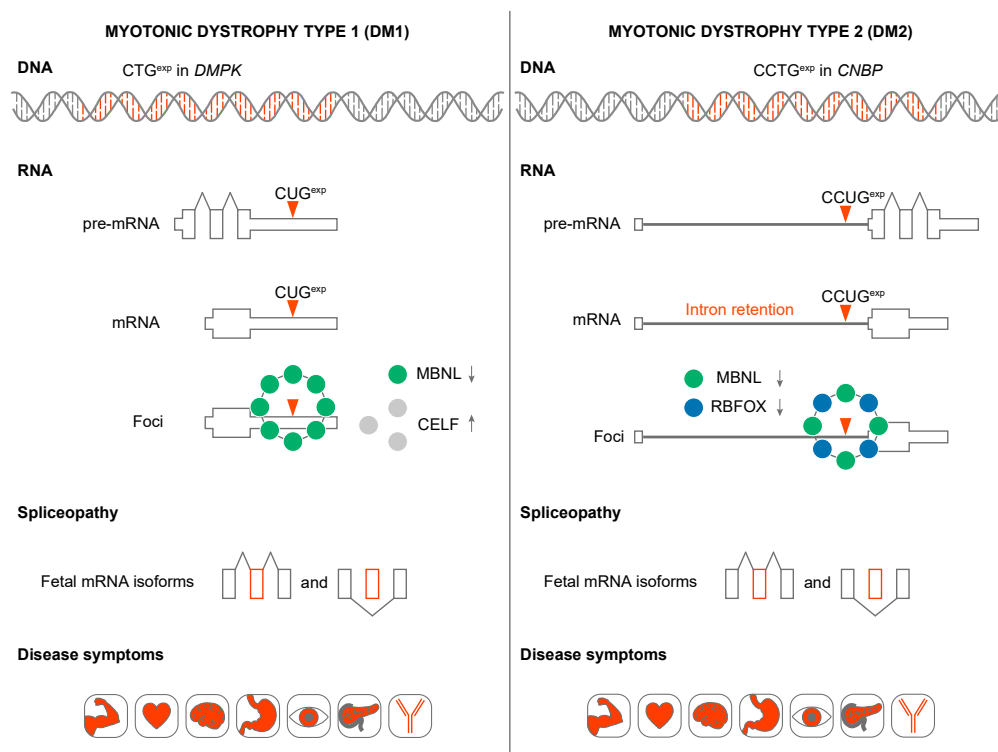 MYOTONIC DYSTROPHY TYPE 1 (DM1)
DNA
CTGexp in DMPK
RNA
CUGexp
pre-mRNA
CUGexp
mRNA
MBNL ↓
CELF ↑
Foci
Spliceopathy
Fetal mRNA isoforms and
Disease symptoms
MYOTONIC DYSTROPHY TYPE 2 (DM2)
DNA
CCTGexp in CNBP
RNA
CCUGexp
pre-mRNA
CCUGexp
Intron retention
mRNA
MBNL ↓
RBFOX ↓
Foci
Spliceopathy
Fetal mRNA isoforms and
Disease symptoms